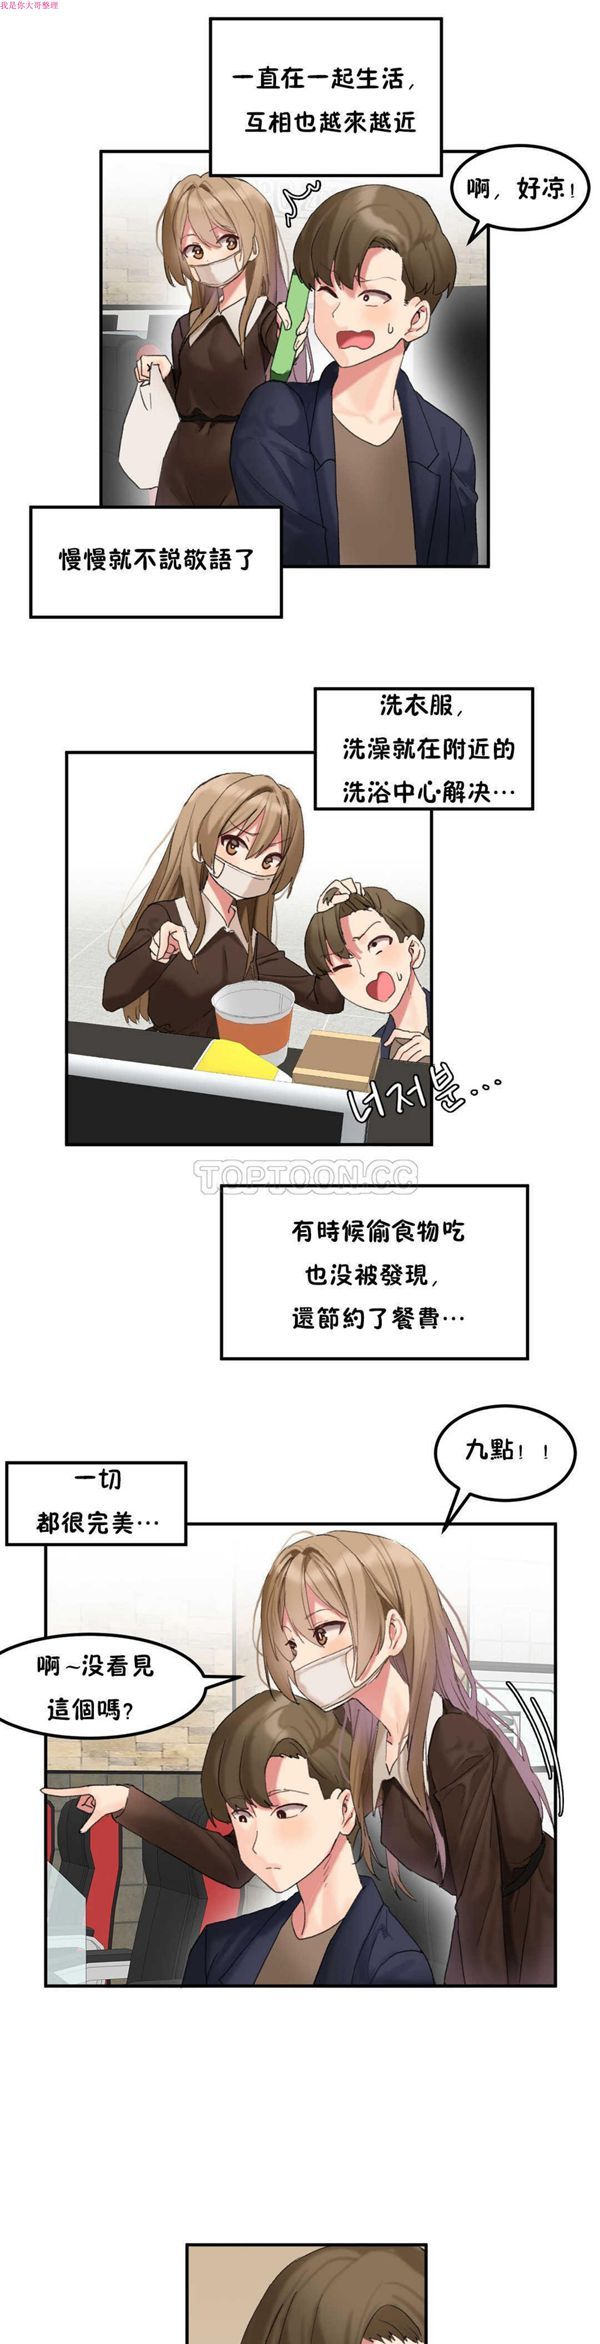 我是你大哥整理
一直在一起生活，
互相也越來越近
啊，好凉！
慢慢就不說敬語了
洗衣服，
洗澡就在附近的
洗浴中心解决…
너저분...
TOPTOON.CC
有時候偷食物吃
也没被發現，
還節約了餐費…
九點！！
一切
都很完美…
啊~没看見
這個嗎？